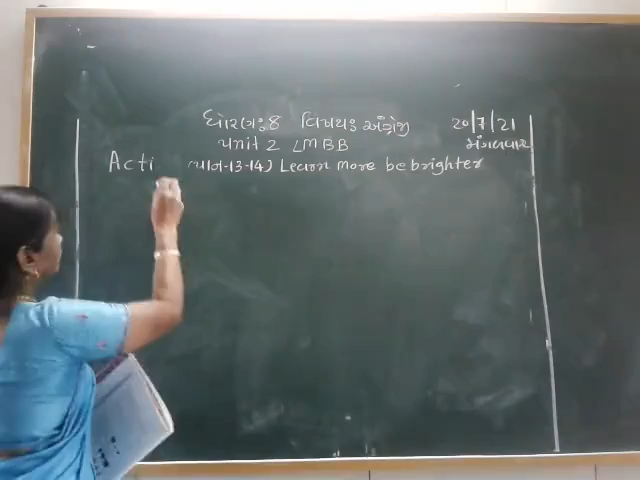 ધોરણ:8 વિષય: અંગ્રેજી 20/7/21
unit 2 LMBB મંગળવાર
Acti (પાન-13-14) Learn more be brighter